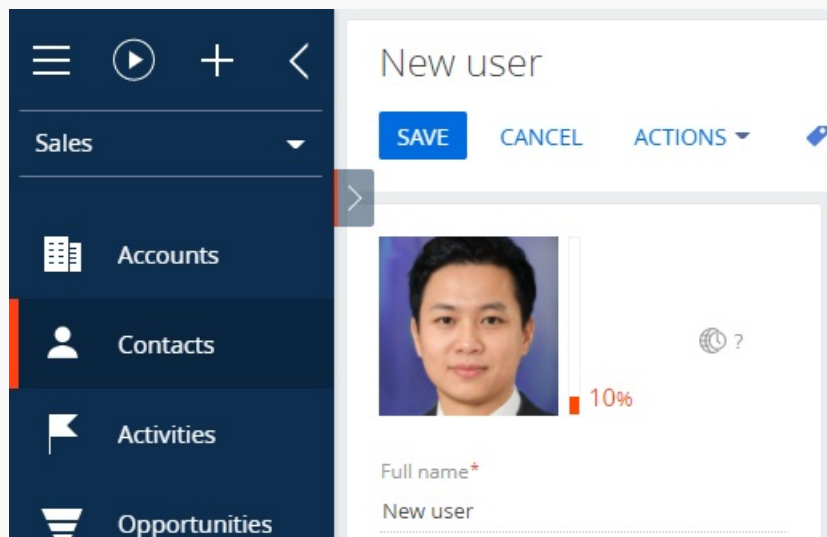 New user
Sales
SAVE CANCEL ACTIONS
Accounts
Contacts
?
10%
Activities
Full name*
New user
Opportunities